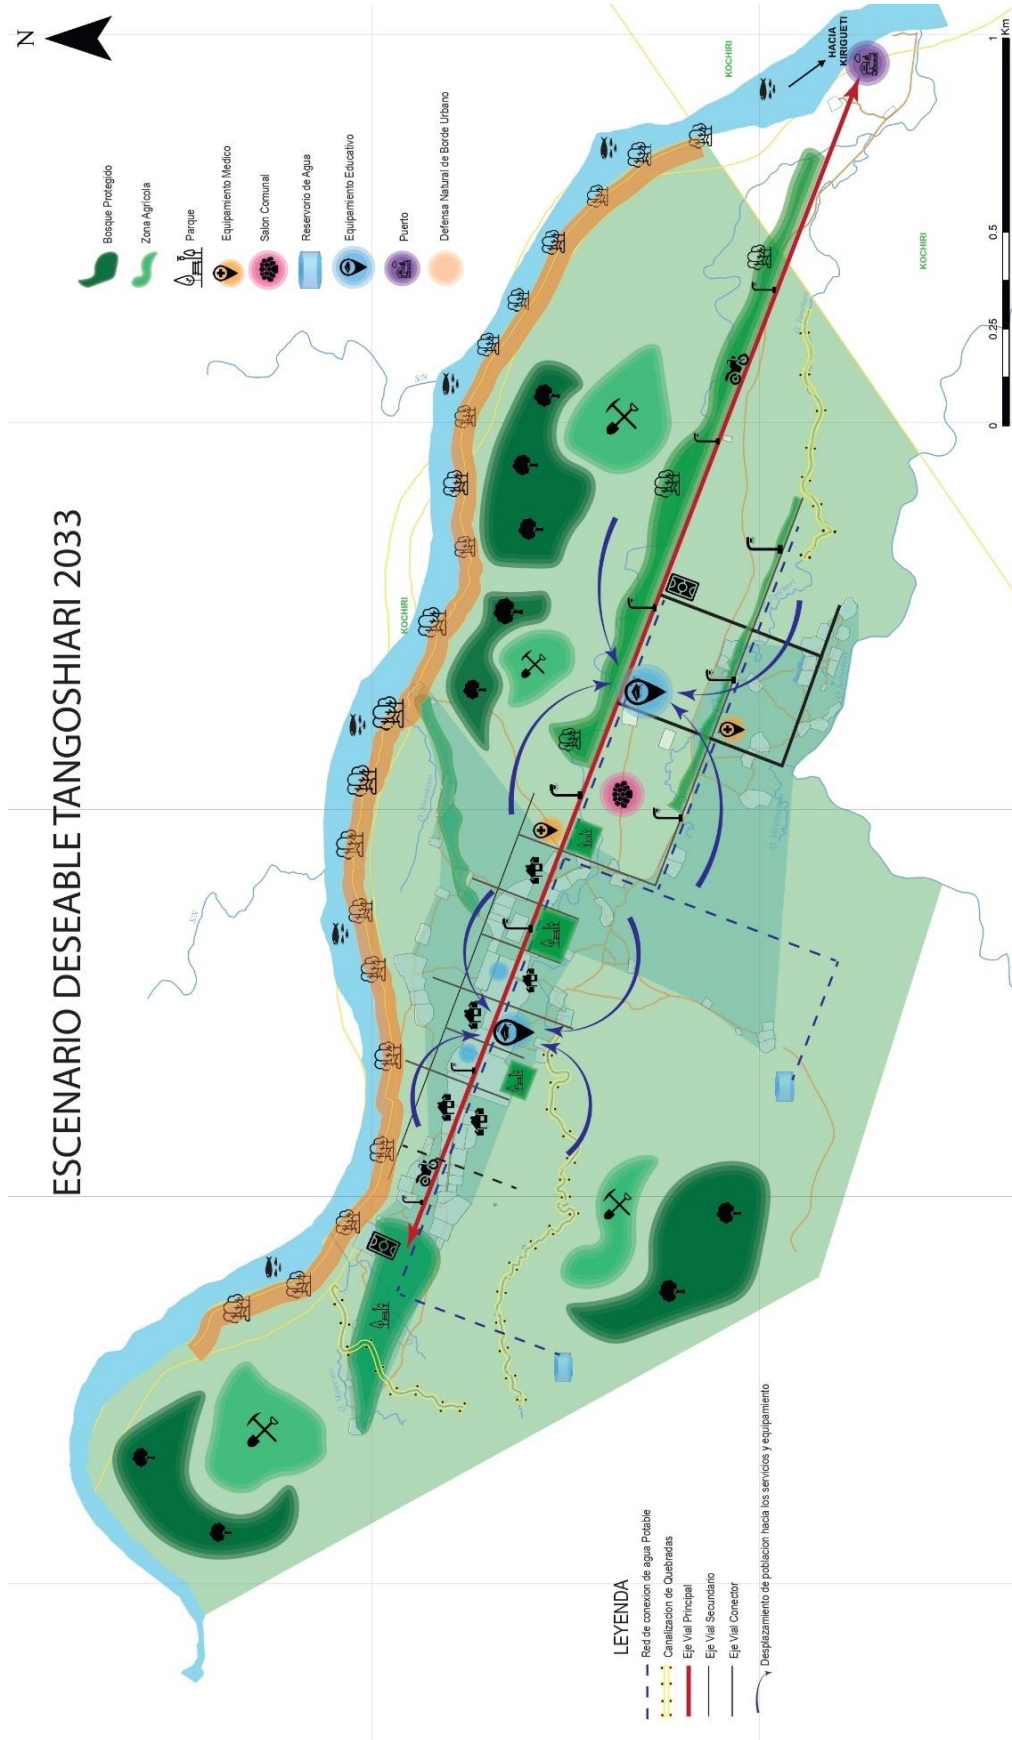 ESCENARIO DESEABLE TANGOSHIARI 2033
N
Bosque Protegido
Zona Agrícola
Parque
Equipamiento Medico
Salon Comunal
Reservorio de Agua
Equipamiento Educativo
Puerto
Defensa Natural de Borde Urbano
S/N
S/N
KOCHIRI
KOCHIRI
KOCHIRI
HACIA
KIRIGUETI
LEYENDA
Red de conexion de agua Potable
Canalizacion de Quebradas
Eje Vial Principal
Eje Vial Secundario
Eje Vial Conector
Desplazamiento de poblacion hacia los servicios y equipamiento
0
0.25
0.5
1
Km